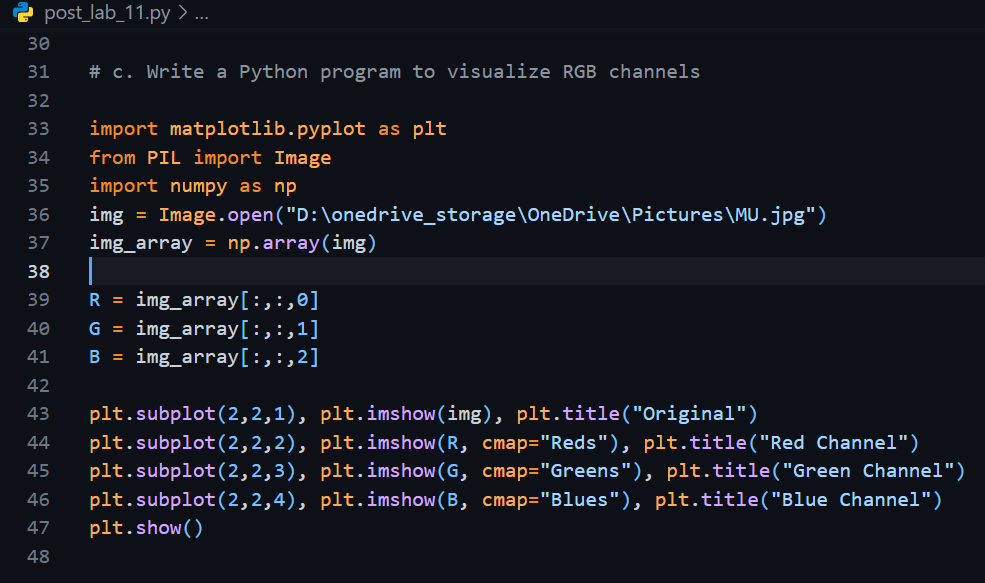 post_lab_11.py > ...
30
31 # c. Write a Python program to visualize RGB channels
32
33 import matplotlib.pyplot as plt
34 from PIL import Image
35 import numpy as np
36 img = Image.open("D:\onedrive_storage\OneDrive\Pictures\MU.jpg")
37 img_array = np.array(img)
38
39 R = img_array[:,:,0]
40 G = img_array[:,:,1]
41 B = img_array[:,:,2]
42
43 plt.subplot(2,2,1), plt.imshow(img), plt.title("Original")
44 plt.subplot(2,2,2), plt.imshow(R, cmap="Reds"), plt.title("Red Channel")
45 plt.subplot(2,2,3), plt.imshow(G, cmap="Greens"), plt.title("Green Channel")
46 plt.subplot(2,2,4), plt.imshow(B, cmap="Blues"), plt.title("Blue Channel")
47 plt.show()
48